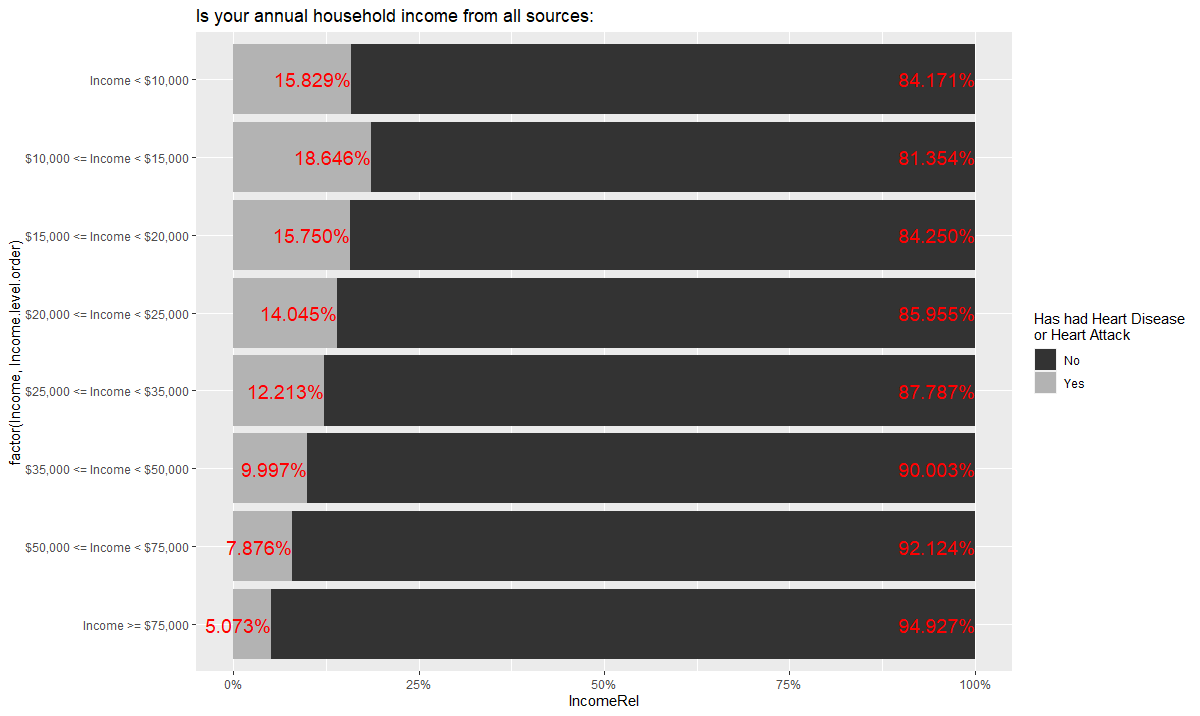 Is your annual household income from all sources:
factor(Income, Income.level.order)
Income < $10,000
15.829%
84.171%
$10,000 <= Income < $15,000
18.646%
81.354%
$15,000 <= Income < $20,000
15.750%
84.250%
$20,000 <= Income < $25,000
14.045%
85.955%
$25,000 <= Income < $35,000
12.213%
87.787%
$35,000 <= Income < $50,000
9.997%
90.003%
$50,000 <= Income < $75,000
7.876%
92.124%
Income >= $75,000
5.073%
94.927%
0%
25%
50%
75%
100%
IncomeRel
Has had Heart Disease
or Heart Attack
No
Yes